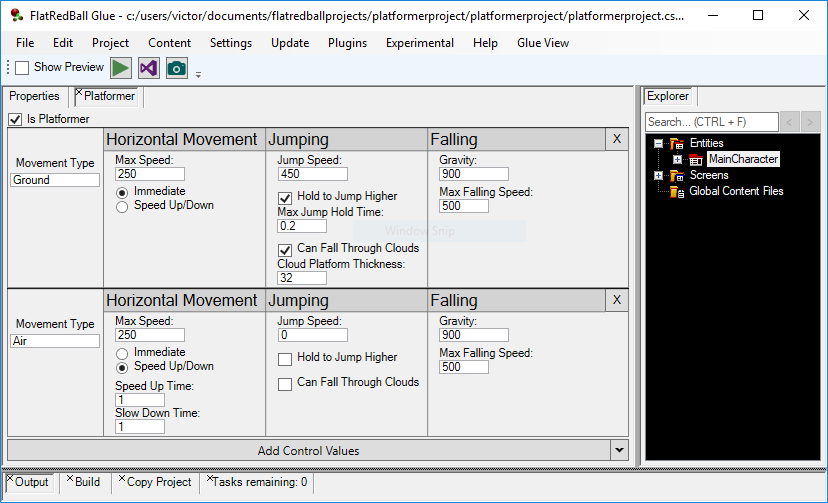 FlatRedBall Glue - c:/users/victor/documents/flatredballprojects/platformerproject/platformerproject/platformerproject.cs...
File Edit Project Content Settings Update Plugins Experimental Help Glue View
Show Preview
Properties Platformer
Is Platformer
Horizontal Movement Jumping Falling X
Movement Type
Ground
Max Speed:
250
Immediate
Speed Up/Down
Jump Speed:
450
Hold to Jump Higher
Max Jump Hold Time:
0.2
Can Fall Through Clouds
Cloud Platform Thickness:
32
Gravity:
900
Max Falling Speed:
500
Window Snip
Horizontal Movement Jumping Falling X
Movement Type
Air
Max Speed:
250
Immediate
Speed Up/Down
Speed Up Time:
1
Slow Down Time:
1
Jump Speed:
0
Hold to Jump Higher
Can Fall Through Clouds
Gravity:
900
Max Falling Speed:
500
Add Control Values
Explorer
Search... (CTRL + F) < >
Entities
MainCharacter
Screens
Global Content Files
Output Build Copy Project Tasks remaining: 0